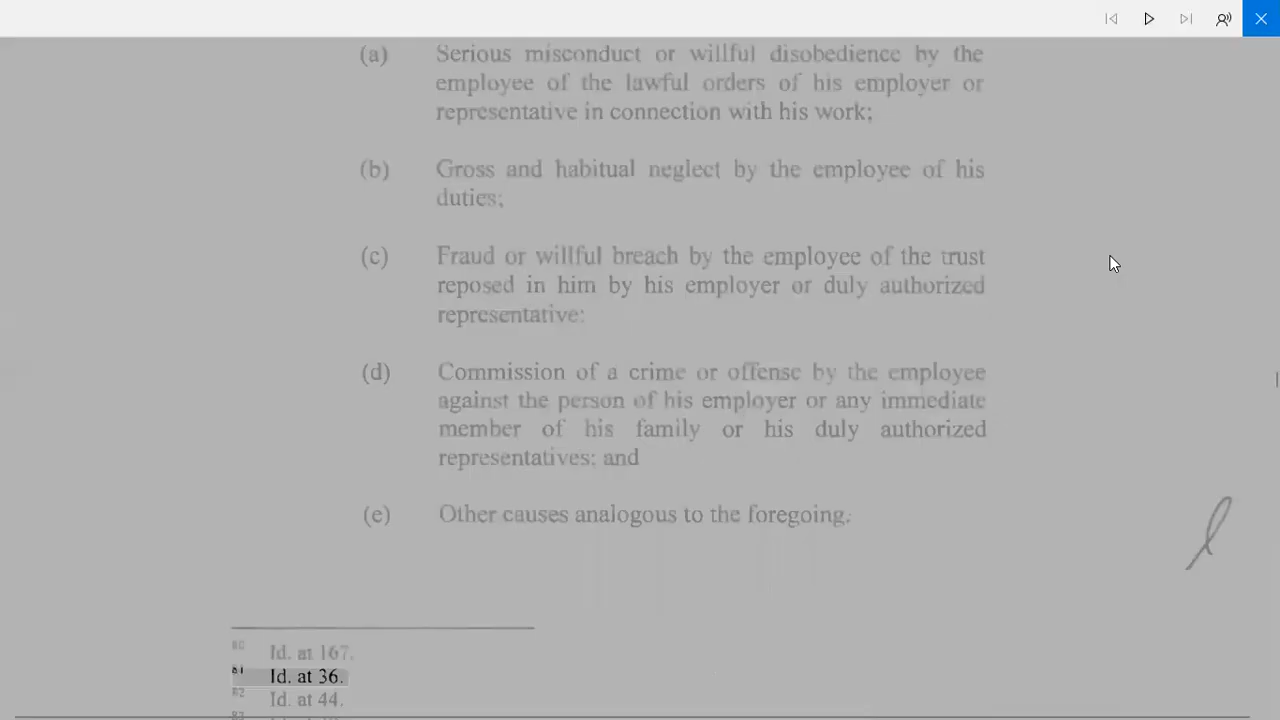 (a) Serious misconduct or willful disobedience by the
employee of the lawful orders of his employer or
representative in connection with his work;
(b) Gross and habitual neglect by the employee of his
duties;
(c) Fraud or willful breach by the employee of the trust
reposed in him by his employer or duly authorized
representative:
(d) Commission of a crime or offense by the employee
against the person of his employer or any immediate
member of his family or his duly authorized
representatives; and
(e) Other causes analogous to the foregoing.
80 Id. at 167.
81 Id. at 36.
82 Id. at 44.